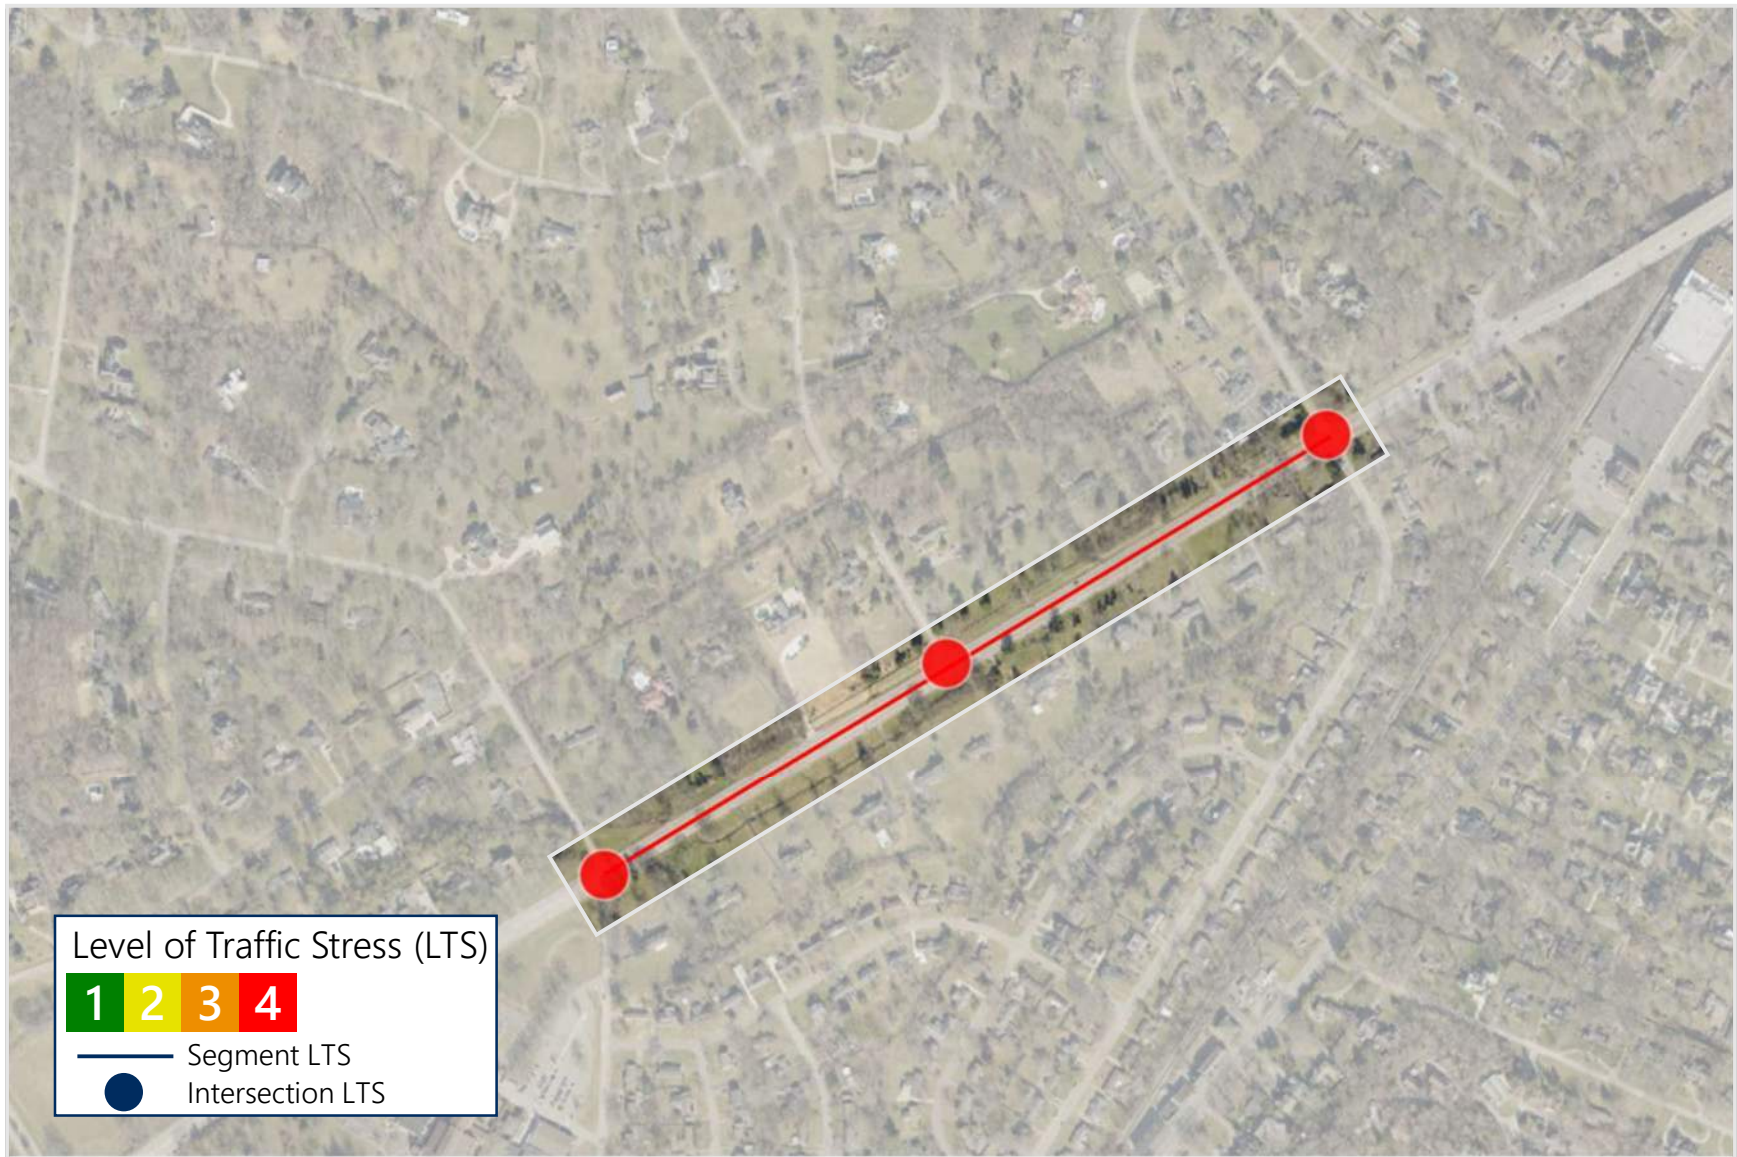 Level of Traffic Stress (LTS)
1 2 3 4
Segment LTS
Intersection LTS